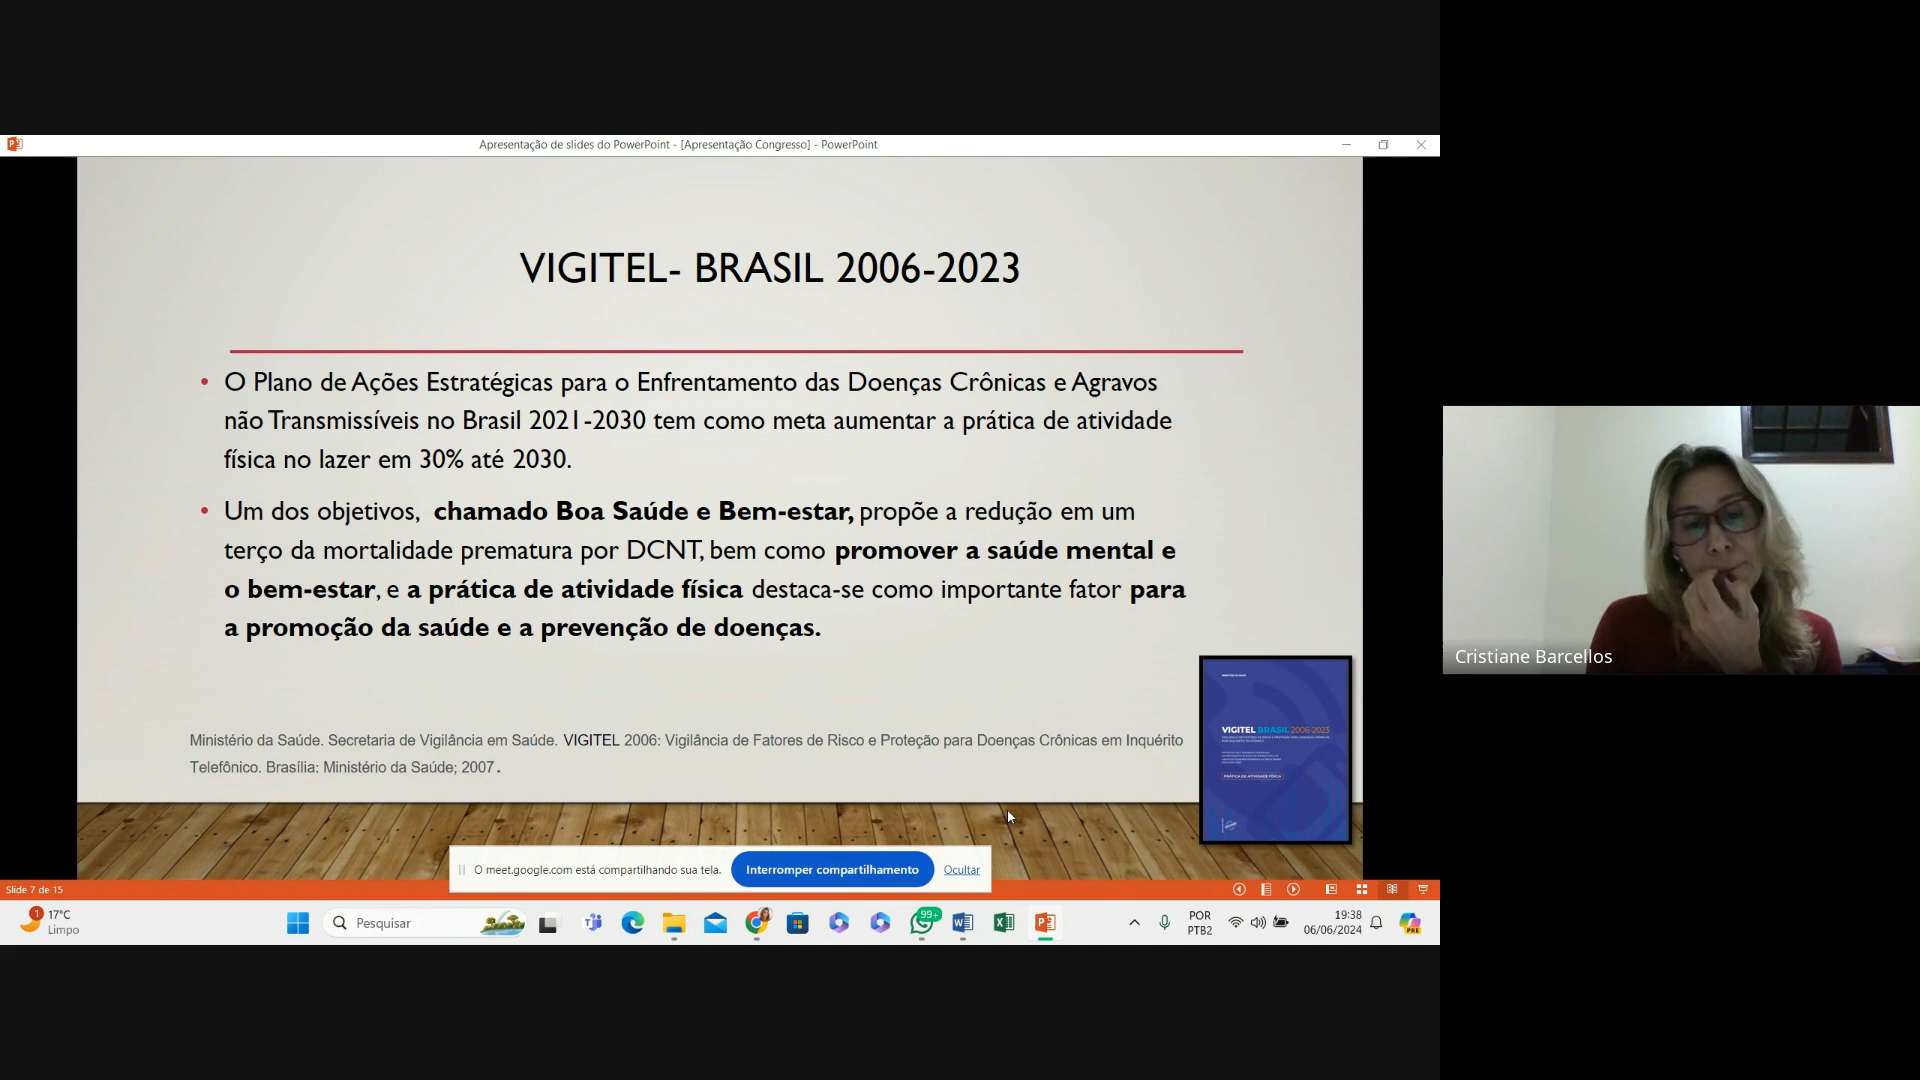 Apresentação de slides do PowerPoint - [Apresentação Congresso] - PowerPoint
VIGITEL- BRASIL 2006-2023
• O Plano de Ações Estratégicas para o Enfrentamento das Doenças Crônicas e Agravos
não Transmissíveis no Brasil 2021-2030 tem como meta aumentar a prática de atividade
física no lazer em 30% até 2030.
• Um dos objetivos, chamado Boa Saúde e Bem-estar, propõe a redução em um
terço da mortalidade prematura por DCNT, bem como promover a saúde mental e
o bem-estar, e a prática de atividade física destaca-se como importante fator para
a promoção da saúde e a prevenção de doenças.
Ministério da Saúde. Secretaria de Vigilância em Saúde. VIGITEL 2006: Vigilância de Fatores de Risco e Proteção para Doenças Crônicas em Inquérito
Telefônico. Brasília: Ministério da Saúde; 2007.
VIGITEL BRASIL 2006-2023
PRÁTICA DE ATIVIDADE FÍSICA
Cristiane Barcellos
O meet.google.com está compartilhando sua tela.
Interromper compartilhamento
Ocultar
Slide 7 de 15
1
17°C
Limpo
Pesquisar
99+
POR
PTB2
19:38
06/06/2024
PRE